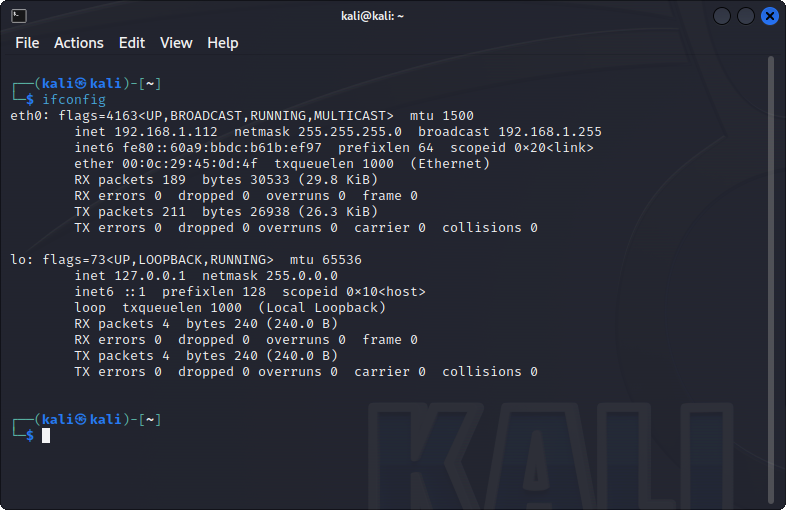 kali@kali: ~
File Actions Edit View Help
┌──(kali㉿kali)-[~]
└─$ ifconfig
eth0: flags=4163<UP,BROADCAST,RUNNING,MULTICAST>  mtu 1500
        inet 192.168.1.112  netmask 255.255.255.0  broadcast 192.168.1.255
        inet6 fe80::60a9:bbdc:b61b:ef97  prefixlen 64  scopeid 0x20<link>
        ether 00:0c:29:45:0d:4f  txqueuelen 1000  (Ethernet)
        RX packets 189  bytes 30533 (29.8 KiB)
        RX errors 0  dropped 0  overruns 0  frame 0
        TX packets 211  bytes 26938 (26.3 KiB)
        TX errors 0  dropped 0 overruns 0  carrier 0  collisions 0
lo: flags=73<UP,LOOPBACK,RUNNING>  mtu 65536
        inet 127.0.0.1  netmask 255.0.0.0
        inet6 ::1  prefixlen 128  scopeid 0x10<host>
        loop  txqueuelen 1000  (Local Loopback)
        RX packets 4  bytes 240 (240.0 B)
        RX errors 0  dropped 0  overruns 0  frame 0
        TX packets 4  bytes 240 (240.0 B)
        TX errors 0  dropped 0 overruns 0  carrier 0  collisions 0
┌──(kali㉿kali)-[~]
└─$
KALI